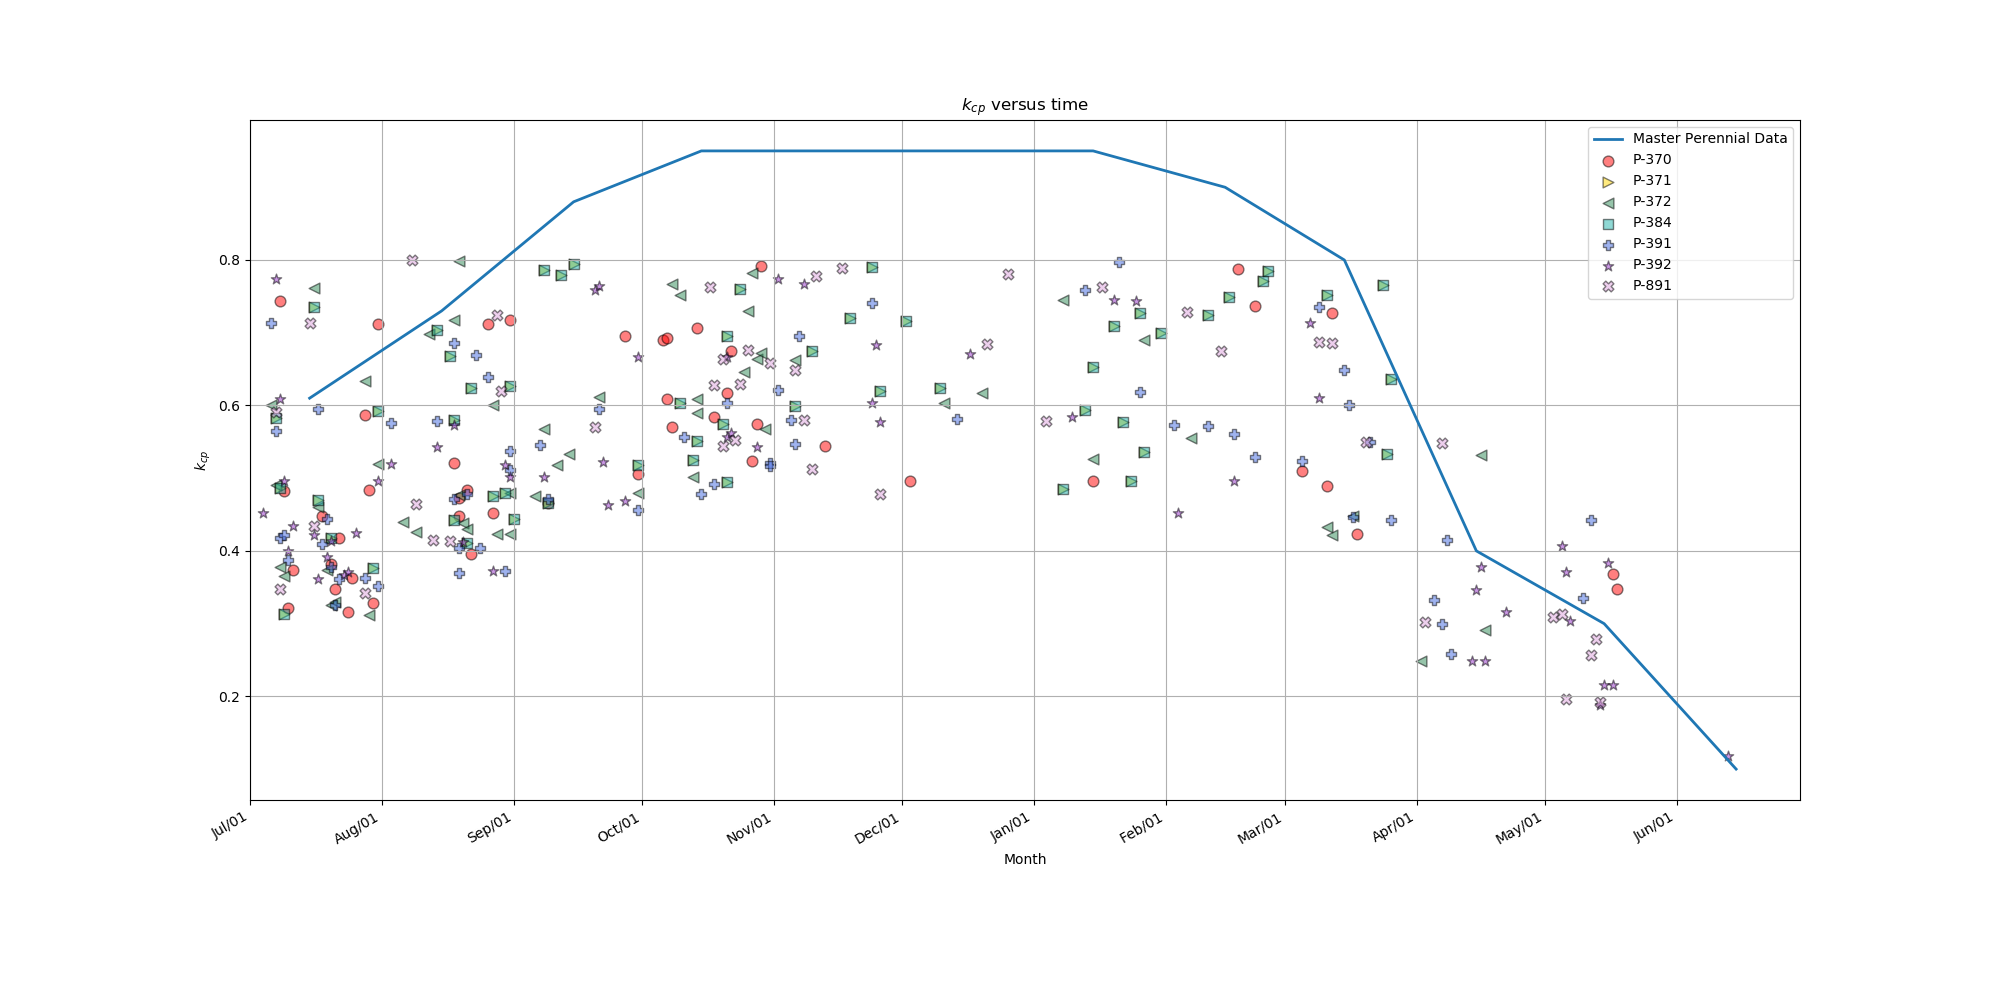 k_cp versus time
Master Perennial Data
P-370
P-371
P-372
P-384
P-391
P-392
P-891
0.8
0.6
0.4
0.2
k_cp
Jul/01
Aug/01
Sep/01
Oct/01
Nov/01
Dec/01
Jan/01
Feb/01
Mar/01
Apr/01
May/01
Jun/01
Month